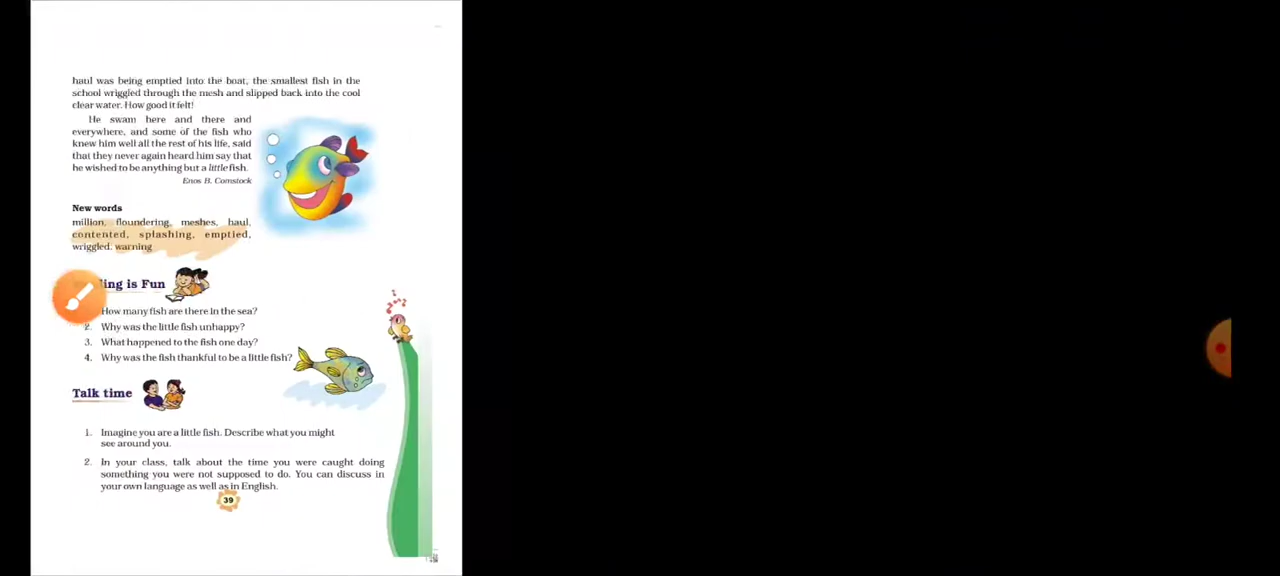 haul was being emptied into the boat, the smallest fish in the
school wriggled through the mesh and slipped back into the cool
clear water. How good it felt!
He swam here and there and
everywhere, and some of the fish who
knew him well all the rest of his life, said
that they never again heard him say that
he wished to be anything but a little fish.
Enos B. Comstock
New words
million, floundering, meshes, haul,
contented, splashing, emptied,
wriggled, warning
ing is Fun
How many fish are there in the sea?
2. Why was the little fish unhappy?
3. What happened to the fish one day?
4. Why was the fish thankful to be a little fish?
Talk time
1. Imagine you are a little fish. Describe what you might
see around you.
2. In your class, talk about the time you were caught doing
something you were not supposed to do. You can discuss in
your own language as well as in English.
39